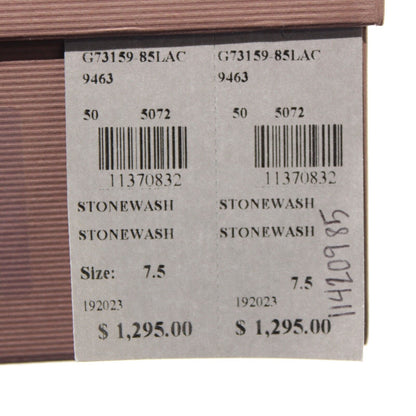 G73159-85LAC
9463
50 5072
11370832
STONEWASH
STONEWASH
Size: 7.5
192023
$ 1,295.00
G73159-85LAC
9463
50 5072
11370832
STONEWASH
STONEWASH
7.5
192023
$ 1,295.00
11420985